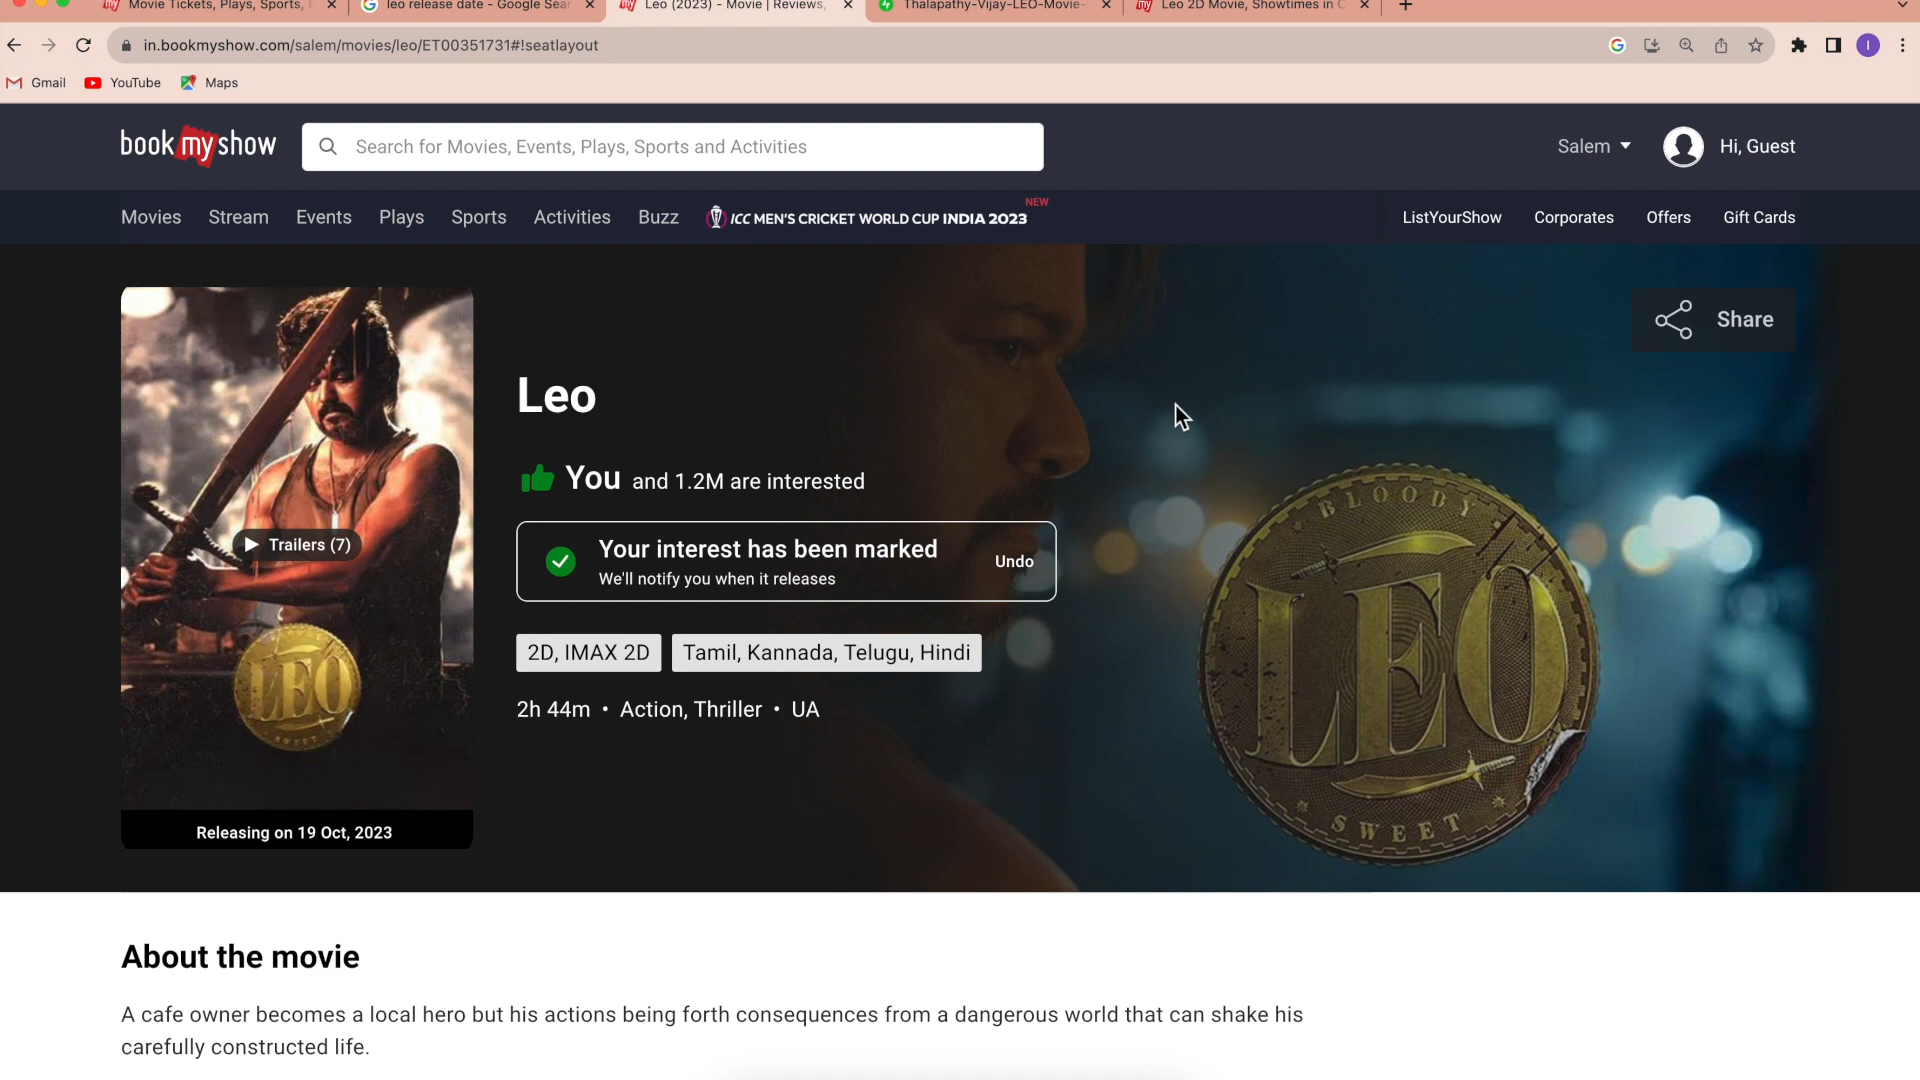 Movie Tickets, Plays, Sports,
leo release date - Google Sear
Leo (2023) - Movie | Reviews,
Thalapathy-Vijay-LEO-Movie-
Leo 2D Movie, Showtimes in C
in.bookmyshow.com/salem/movies/leo/ET00351731#!seatlayout
I
Gmail
YouTube
Maps
book my show
Search for Movies, Events, Plays, Sports and Activities
Salem
Hi, Guest
Movies
Stream
Events
Plays
Sports
Activities
Buzz
ICC MEN'S CRICKET WORLD CUP INDIA 2023
NEW
ListYourShow
Corporates
Offers
Gift Cards
Share
Leo
You and 1.2M are interested
Your interest has been marked
We'll notify you when it releases
Undo
2D, IMAX 2D
Tamil, Kannada, Telugu, Hindi
2h 44m • Action, Thriller • UA
Trailers (7)
LEO
SWEET
Releasing on 19 Oct, 2023
BLOODY
LEO
SWEET
About the movie
A cafe owner becomes a local hero but his actions being forth consequences from a dangerous world that can shake his
carefully constructed life.